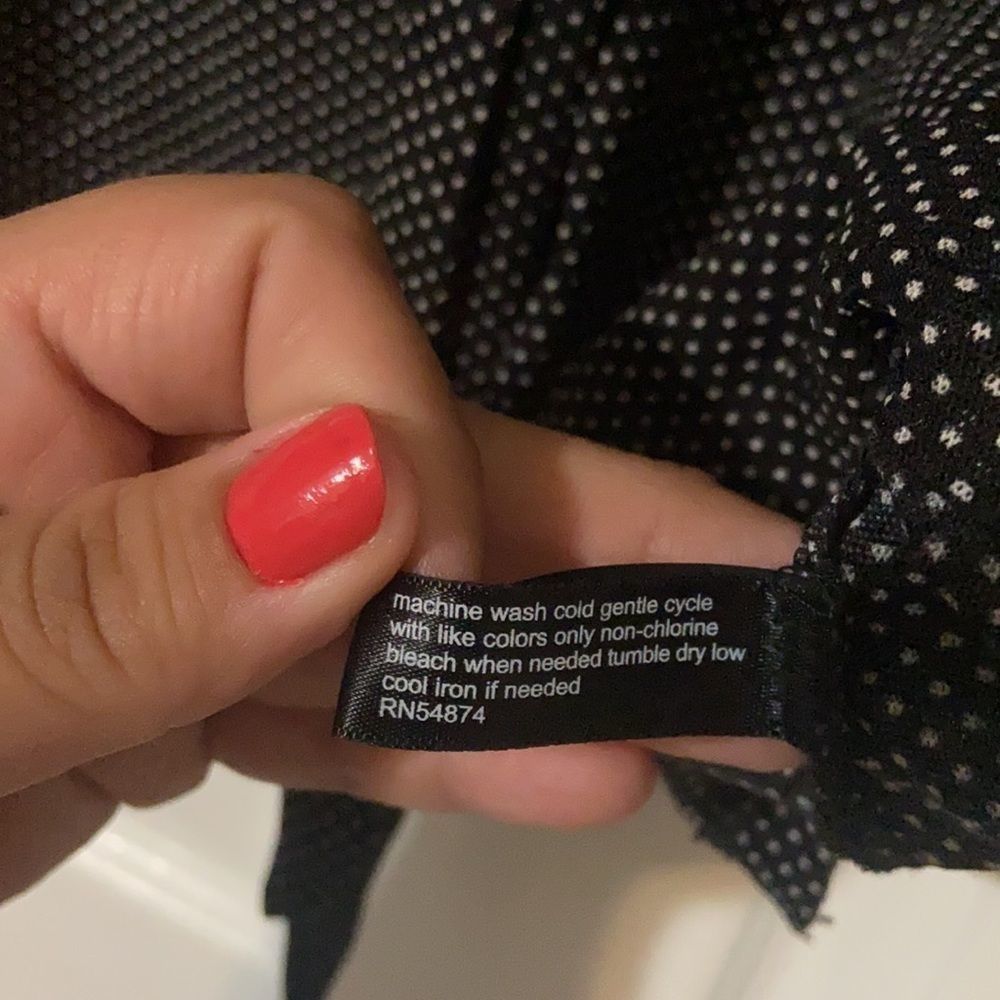 machine wash cold gentle cycle
with like colors only non-chlorine
bleach when needed tumble dry low
cool iron if needed
RN54874